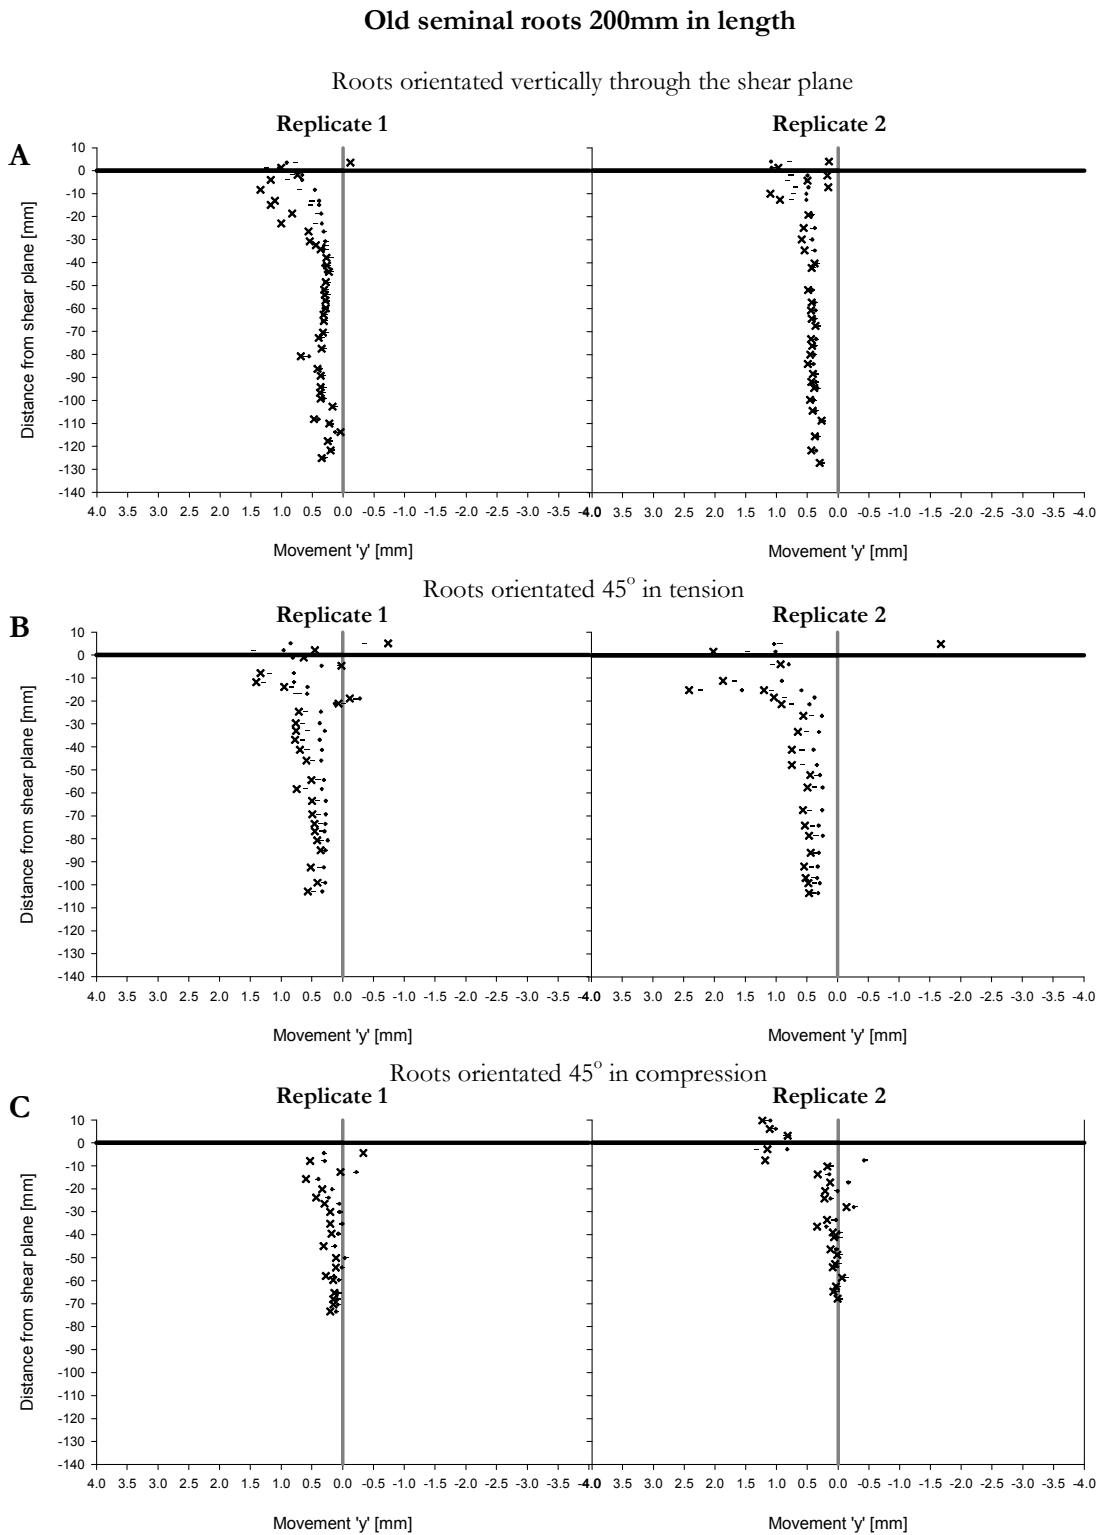 Old seminal roots 200mm in length
Roots orientated vertically through the shear plane
Replicate 1 Replicate 2
A
Distance from shear plane [mm]
10
0
-10
-20
-30
-40
-50
-60
-70
-80
-90
-100
-110
-120
-130
-140
4.0 3.5 3.0 2.5 2.0 1.5 1.0 0.5 0.0 -0.5 -1.0 -1.5 -2.0 -2.5 -3.0 -3.5 -4.0
4.0 3.5 3.0 2.5 2.0 1.5 1.0 0.5 0.0 -0.5 -1.0 -1.5 -2.0 -2.5 -3.0 -3.5 -4.0
Movement 'y' [mm] Movement 'y' [mm]
Roots orientated 45° in tension
Replicate 1 Replicate 2
B
Distance from shear plane [mm]
10
0
-10
-20
-30
-40
-50
-60
-70
-80
-90
-100
-110
-120
-130
-140
4.0 3.5 3.0 2.5 2.0 1.5 1.0 0.5 0.0 -0.5 -1.0 -1.5 -2.0 -2.5 -3.0 -3.5 -4.0
4.0 3.5 3.0 2.5 2.0 1.5 1.0 0.5 0.0 -0.5 -1.0 -1.5 -2.0 -2.5 -3.0 -3.5 -4.0
Movement 'y' [mm] Movement 'y' [mm]
Roots orientated 45° in compression
Replicate 1 Replicate 2
C
Distance from shear plane [mm]
10
0
-10
-20
-30
-40
-50
-60
-70
-80
-90
-100
-110
-120
-130
-140
4.0 3.5 3.0 2.5 2.0 1.5 1.0 0.5 0.0 -0.5 -1.0 -1.5 -2.0 -2.5 -3.0 -3.5 -4.0
4.0 3.5 3.0 2.5 2.0 1.5 1.0 0.5 0.0 -0.5 -1.0 -1.5 -2.0 -2.5 -3.0 -3.5 -4.0
Movement 'y' [mm] Movement 'y' [mm]